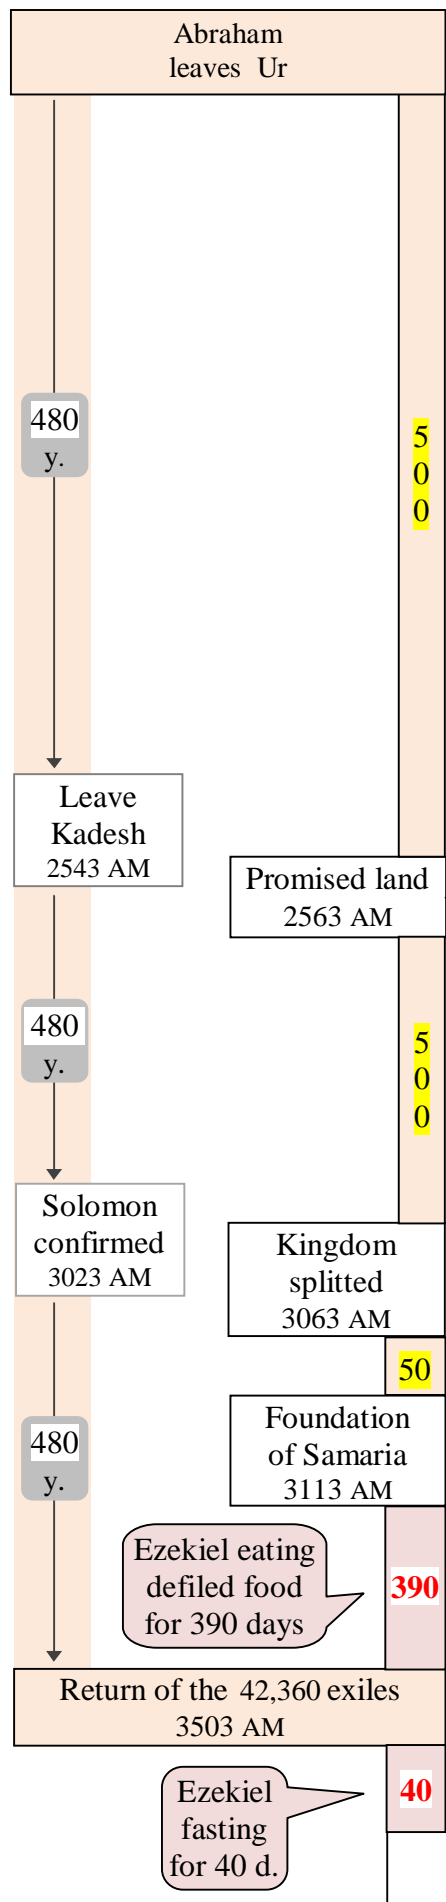 Abraham
leaves Ur
480
y.
5
0
0
Leave
Kadesh
2543 AM
Promised land
2563 AM
480
y.
5
0
0
Solomon
confirmed
3023 AM
Kingdom
splitted
3063 AM
50
Foundation
of Samaria
3113 AM
480
y.
Ezekiel eating
defiled food
for 390 days
390
Return of the 42,360 exiles
3503 AM
Ezekiel
fasting
for 40 d.
40